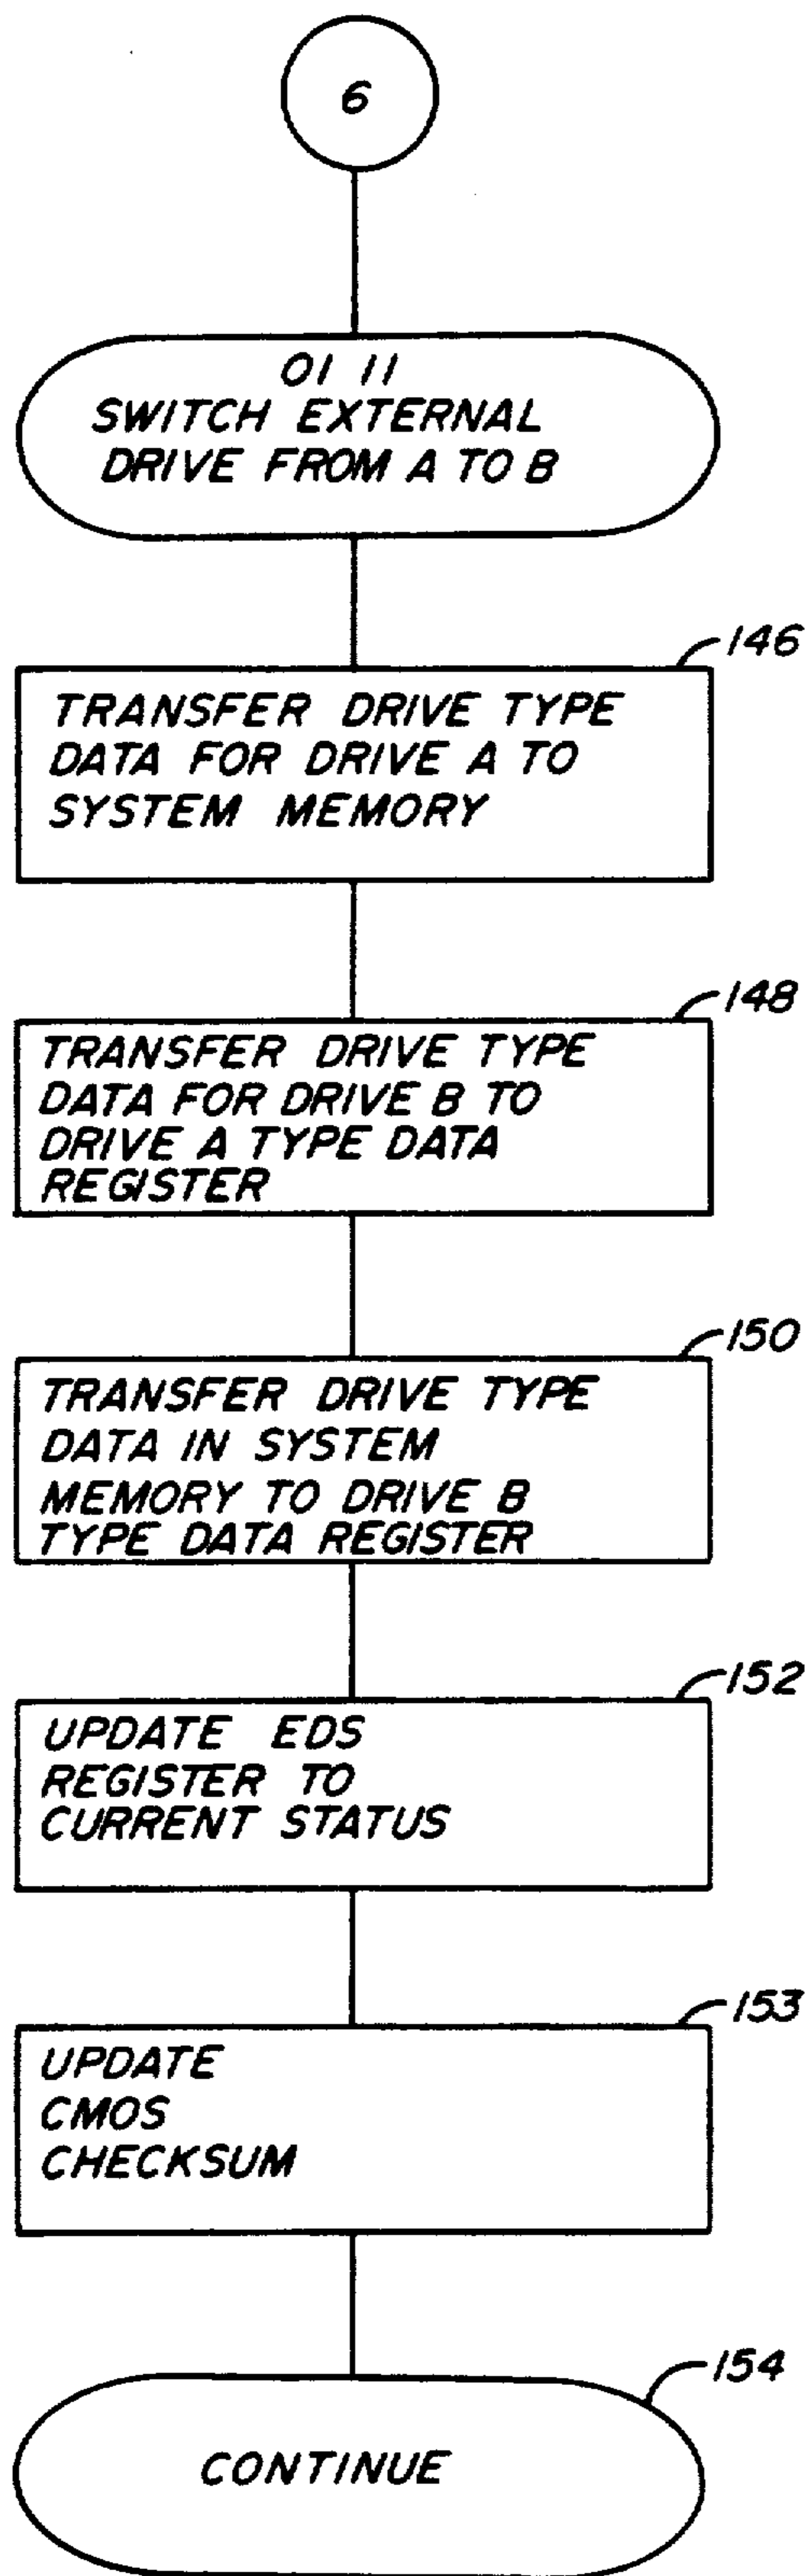 6
01 11
SWITCH EXTERNAL
DRIVE FROM A TO B
146
TRANSFER DRIVE TYPE
DATA FOR DRIVE A TO
SYSTEM MEMORY
148
TRANSFER DRIVE TYPE
DATA FOR DRIVE B TO
DRIVE A TYPE DATA
REGISTER
150
TRANSFER DRIVE TYPE
DATA IN SYSTEM
MEMORY TO DRIVE B
TYPE DATA REGISTER
152
UPDATE EDS
REGISTER TO
CURRENT STATUS
153
UPDATE
CMOS
CHECKSUM
154
CONTINUE